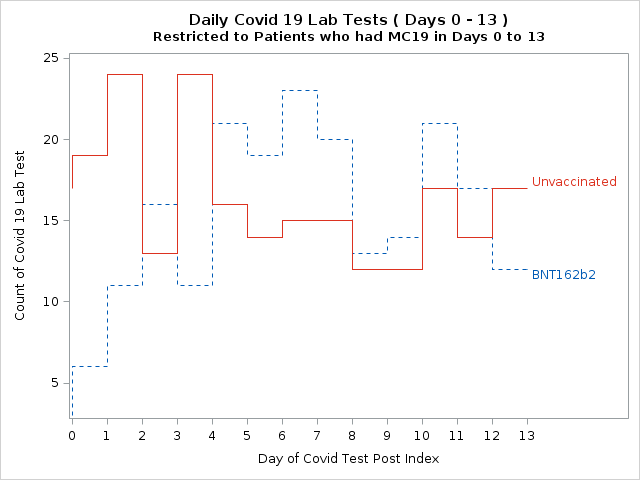 Daily Covid 19 Lab Tests ( Days 0 - 13 )
Restricted to Patients who had MC19 in Days 0 to 13
Count of Covid 19 Lab Test
25
20
15
10
5
Unvaccinated
BNT162b2
0 1 2 3 4 5 6 7 8 9 10 11 12 13
Day of Covid Test Post Index